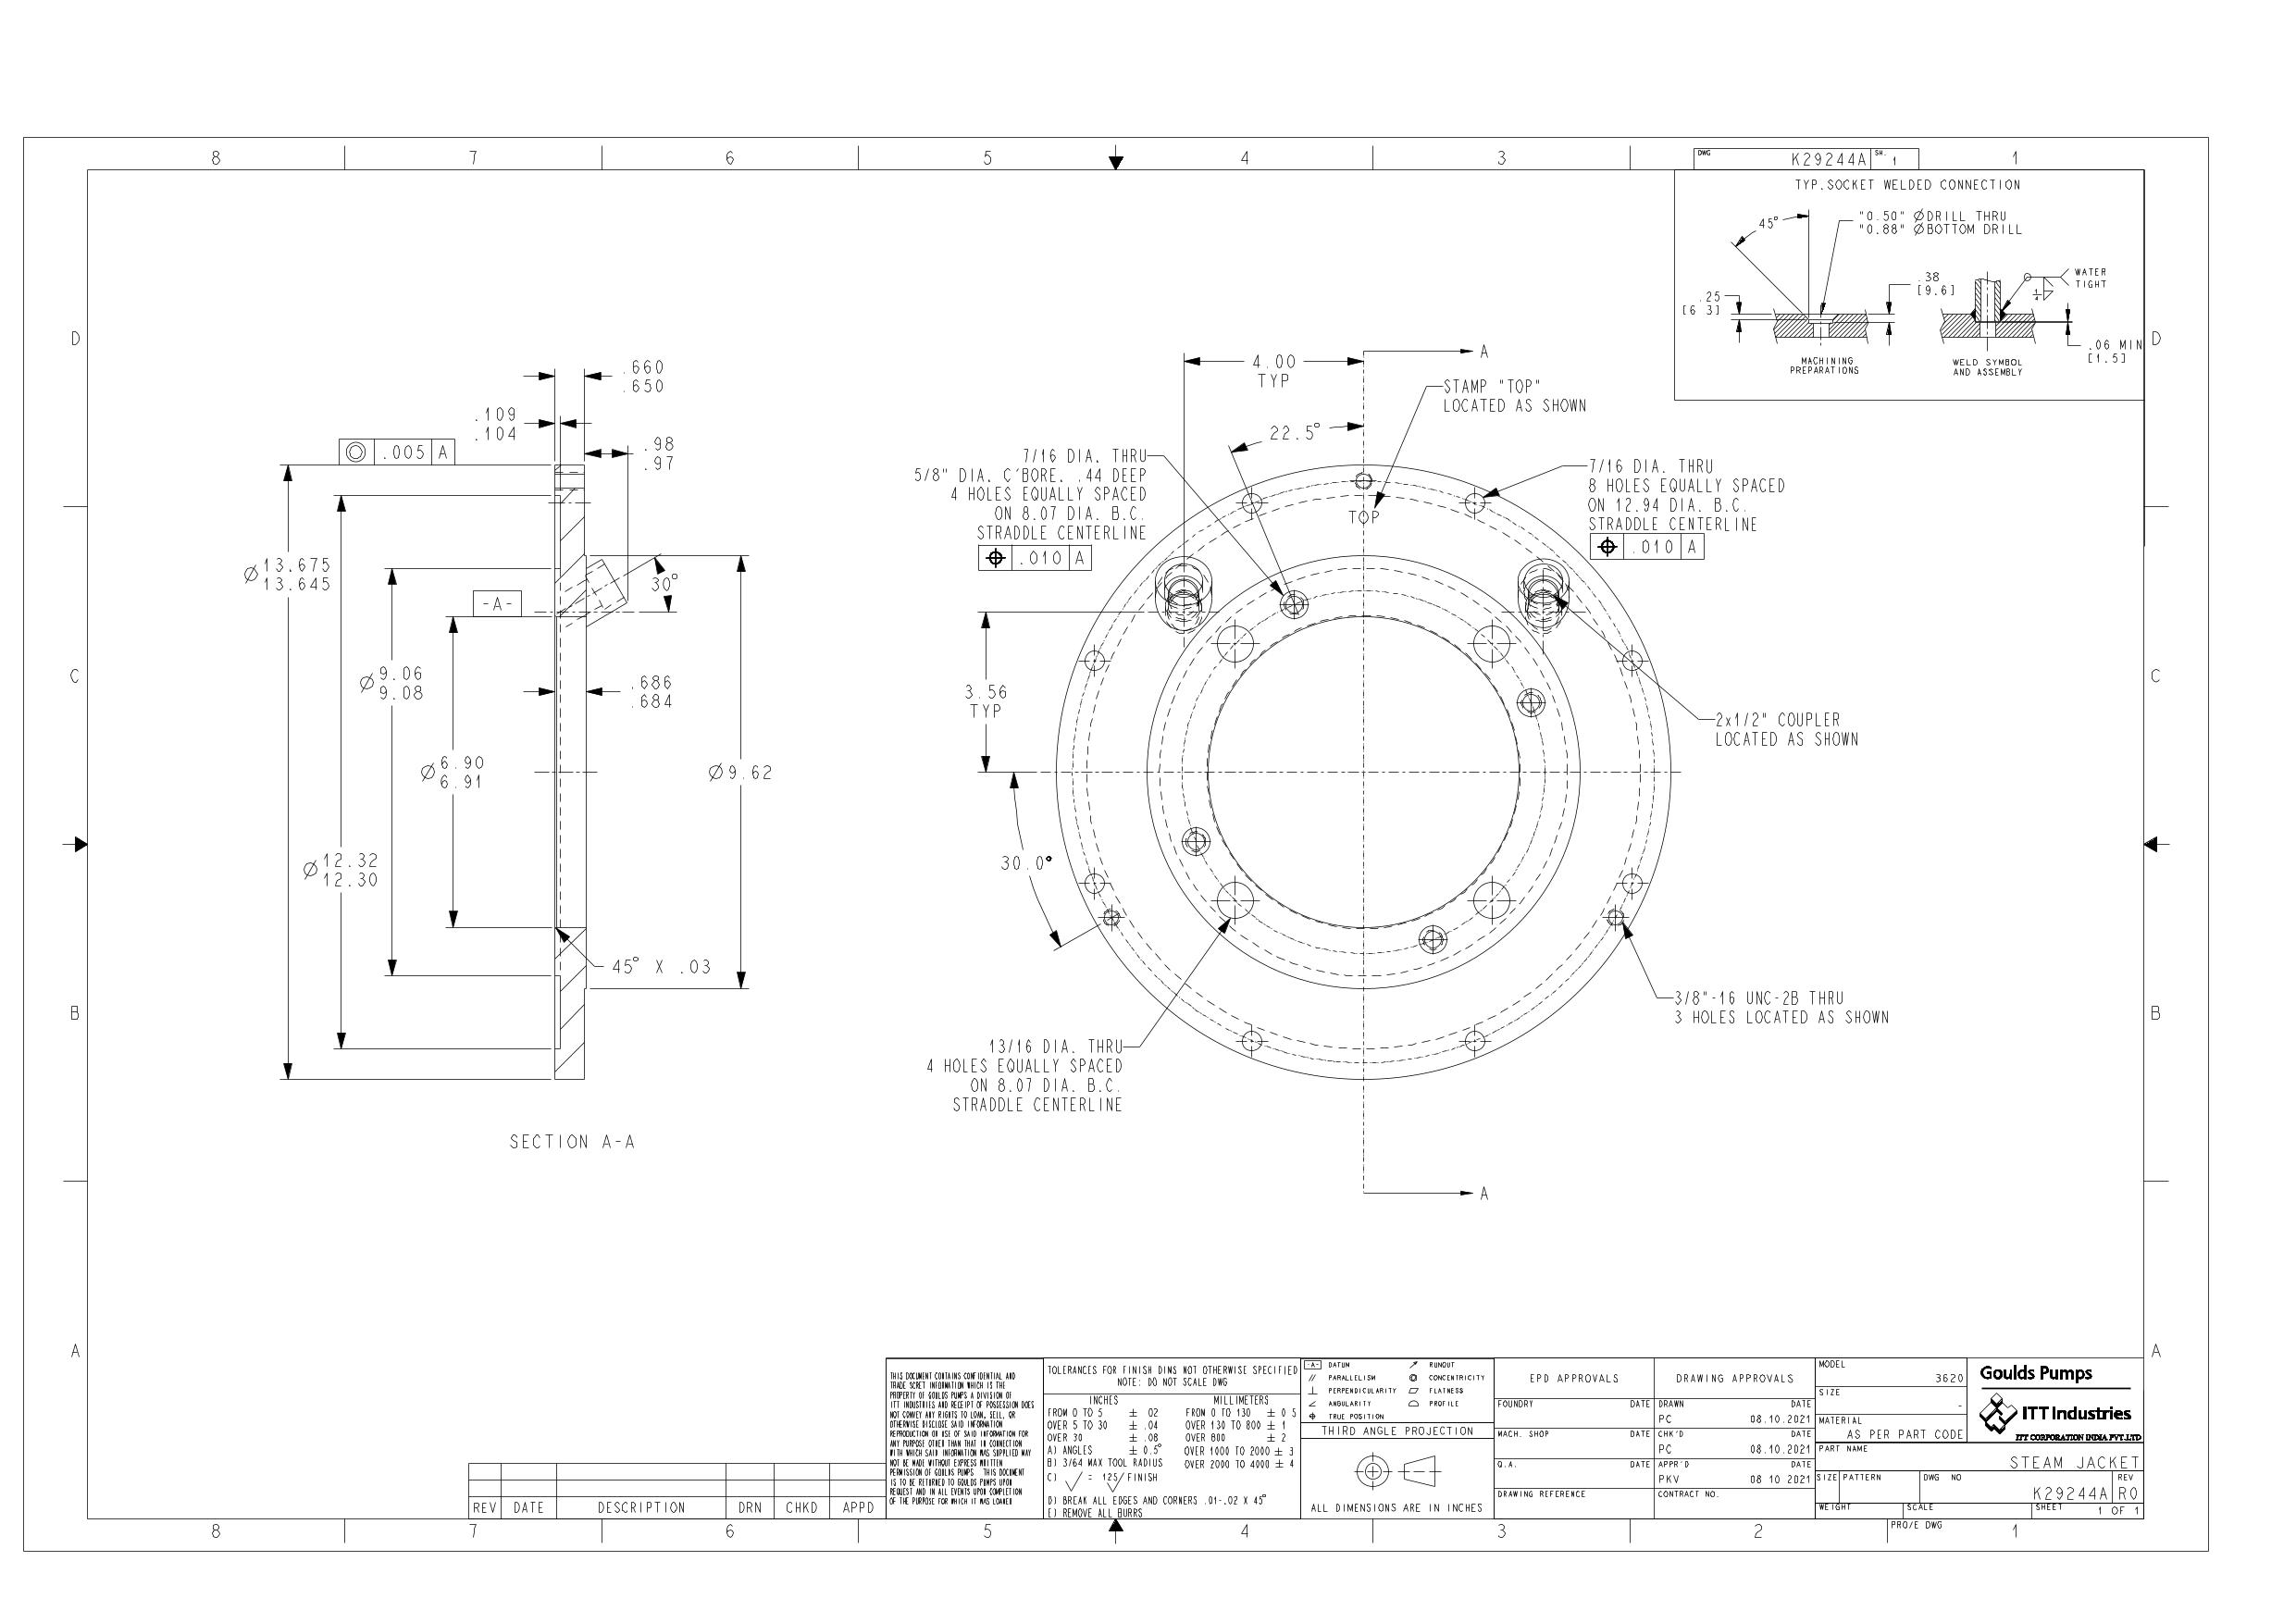 8 7 6 5 4 3 1
DWG K29244A SH. 1
TYP.SOCKET WELDED CONNECTION
45°
"0.50" ØDRILL THRU
"0.88" ØBOTTOM DRILL
.25
[6 3]
.38
[9.6]
WATER
TIGHT
1/4
.06 MIN
[1.5]
MACHINING
PREPARATIONS
WELD SYMBOL
AND ASSEMBLY
D
D
.660
.650
.109
.104
.98
.97
◎ .005 A
Ø13.675
13.645
30°
-A-
Ø9.06
9.08
.686
.684
Ø6.90
6.91
Ø9.62
Ø12.32
12.30
45° X .03
SECTION A-A
4.00
TYP
A
STAMP "TOP"
LOCATED AS SHOWN
22.5°
7/16 DIA. THRU
5/8" DIA. C'BORE. .44 DEEP
4 HOLES EQUALLY SPACED
ON 8.07 DIA. B.C.
STRADDLE CENTERLINE
⌖ .010 A
7/16 DIA. THRU
8 HOLES EQUALLY SPACED
ON 12.94 DIA. B.C.
STRADDLE CENTERLINE
⌖ .010 A
TOP
3.56
TYP
2x1/2" COUPLER
LOCATED AS SHOWN
30.0°
3/8"-16 UNC-2B THRU
3 HOLES LOCATED AS SHOWN
13/16 DIA. THRU
4 HOLES EQUALLY SPACED
ON 8.07 DIA. B.C.
STRADDLE CENTERLINE
A
C
C
B
B
A
A
REV DATE DESCRIPTION DRN CHKD APPD
THIS DOCUMENT CONTAINS CONFIDENTIAL AND
TRADE SCRET INFORMATION WHICH IS THE
PROPERTY OF GOULDS PUMPS A DIVISION OF
ITT INDUSTRIES AND RECEIPT OF POSSESSION DOES
NOT CONVEY ANY RIGHTS TO LOAN, SELL, OR
OTHERWISE DISCLOSE SAID INFORMATION
REPRODUCTION OR USE OF SAID INFORMATION FOR
ANY PURPOSE OTHER THAN THAT IN CONNECTION
WITH WHICH SAID INFORMATION WAS SUPPLIED MAY
NOT BE MADE WITHOUT EXPRESS WRITTEN
PERMISSION OF GOULDS PUMPS THIS DOCUMENT
IS TO BE RETURNED TO GOULDS PUMPS UPON
REQUEST AND IN ALL EVENTS UPON COMPLETION
OF THE PURPOSE FOR WHICH IT WAS LOANED
TOLERANCES FOR FINISH DIMS NOT OTHERWISE SPECIFIED
NOTE: DO NOT SCALE DWG
INCHES MILLIMETERS
FROM 0 TO 5 ± 02 FROM 0 TO 130 ± 0 5
OVER 5 TO 30 ± .04 OVER 130 TO 800 ± 1
OVER 30 ± .08 OVER 800 ± 2
A) ANGLES ± 0.5° OVER 1000 TO 2000 ± 3
B) 3/64 MAX TOOL RADIUS OVER 2000 TO 4000 ± 4
C) √ = 125/ FINISH
D) BREAK ALL EDGES AND CORNERS .01-.02 X 45°
E) REMOVE ALL BURRS
-A- DATUM RUNOUT
PARALLELISM CONCENTRICITY
PERPENDICULARITY FLATNESS
ANGULARITY PROFILE
TRUE POSITION
THIRD ANGLE PROJECTION
ALL DIMENSIONS ARE IN INCHES
EPD APPROVALS
FOUNDRY DATE
MACH. SHOP DATE
Q.A. DATE
DRAWING REFERENCE
DRAWING APPROVALS
DRAWN DATE
PC 08.10.2021
CHK'D DATE
PC 08.10.2021
APPR'D DATE
PKV 08 10 2021
CONTRACT NO.
MODEL
3620
SIZE
-
MATERIAL
AS PER PART CODE
PART NAME
STEAM JACKET
SIZE PATTERN DWG NO REV
K29244A R0
WEIGHT SCALE SHEET
1 OF 1
Goulds Pumps
ITT Industries
ITT CORPORATION INDIA PVT.LTD
PRO/E DWG
8 7 6 5 4 3 2 1